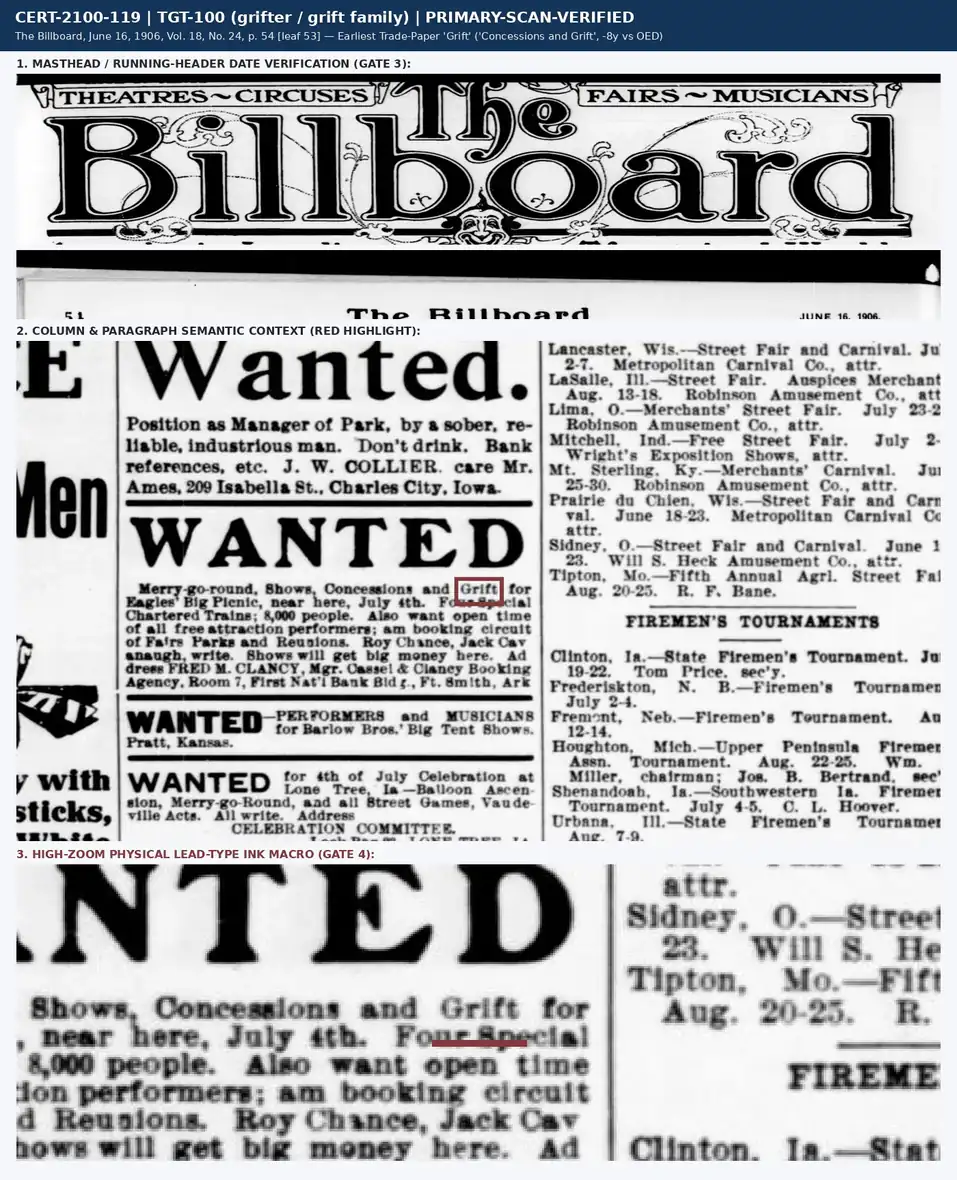 CERT-2100-119 | TGT-100 (grifter / grift family) | PRIMARY-SCAN-VERIFIED
The Billboard, June 16, 1906, Vol. 18, No. 24, p. 54 [leaf 53] — Earliest Trade-Paper 'Grift' ('Concessions and Grift', -8y vs OED)
1. MASTHEAD / RUNNING-HEADER DATE VERIFICATION (GATE 3):
THEATRES~CIRCUSES
The
FAIRS ~ MUSICIANS
Billboard
The Billboard
JUNE 16, 1906.
2. COLUMN & PARAGRAPH SEMANTIC CONTEXT (RED HIGHLIGHT):
E
Men
y with
sticks,
Wanted.
Position as Manager of Park, by a sober, re-
liable, industrious man. Don't drink. Bank
references, etc. J. W. COLLIER. care Mr.
Ames, 209 Isabella St., Charles City, Iowa.
WANTED
Merry-go-round, Shows, Concessions and Grift for
Eagles' Big Picnic, near here, July 4th. Four Special
Chartered Trains; 8,000 people. Also want open time
of all free attraction performers; am booking circuit
of Fairs, Parks and Reunions. Roy Chance, Jack Cav
anaugh, write. Shows will get big money here. Ad
dress FRED M. CLANCY, Mgr. Cassel & Clancy Booking
Agency, Room 7, First Nat'l Bank Bldg., Ft. Smith, Ark
WANTED—PERFORMERS and MUSICIANS
for Barlow Bros.' Big Tent Shows.
Pratt, Kansas.
WANTED for 4th of July Celebration at
Lone Tree, Ia—Balloon Ascen-
sion, Merry-Go-Round, and all Street Games, Vaude-
ville Acts. All write. Address
CELEBRATION COMMITTEE.
Lancaster, Wis.—Street Fair and Carnival. Ju
2-7. Metropolitan Carnival Co., attr.
LaSalle, Ill.—Street Fair. Auspices Merchant
Aug. 13-18. Robinson Amusement Co., att
Lima, O.—Merchants' Street Fair. July 23-2
Robinson Amusement Co., attr.
Mitchell, Ind.—Free Street Fair. July 2-
Wright's Exposition Shows, attr.
Mt. Sterling, Ky.—Merchants' Carnival. Ju
25-30. Robinson Amusement Co., attr.
Prairie du Chien, Wis.—Street Fair and Carn
val. June 18-23. Metropolitan Carnival Co
attr.
Sidney, O.—Street Fair and Carnival. June 1
23. Will S. Heck Amusement Co., attr.
Tipton, Mo.—Fifth Annual Agrl. Street Fai
Aug. 20-25. R. F. Bane.
FIREMEN'S TOURNAMENTS
Clinton, Ia.—State Firemen's Tournament. Ju
19-22. Tom Price, sec'y.
Frederiskton, N. B.—Firemen's Tournamen
July 2-4.
Fremont, Neb.—Firemen's Tournament. Au
12-14.
Houghton, Mich.—Upper Peninsula Firemen
Assn. Tournament. Aug. 22-25. Wm.
Miller, chairman; Jos. B. Bertrand, sec'
Shenandoah, Ia.—Southwestern Ia. Firemen
Tournament. July 4-5. C. L. Hoover.
Urbana, Ill.—State Firemen's Tournamen
Aug. 7-9.
3. HIGH-ZOOM PHYSICAL LEAD-TYPE INK MACRO (GATE 4):
ANTED
Shows, Concessions and Grift for
, near here, July 4th. Four Special
8,000 people. Also want open time
ion performers; am booking circuit
d Reunions. Roy Chance, Jack Cav
hows will get big money here. Ad
attr.
Sidney, O.—Street
23. Will S. He
Tipton, Mo.—Fift
Aug. 20-25. R.
FIREME
Clinton, Ia.—Stat